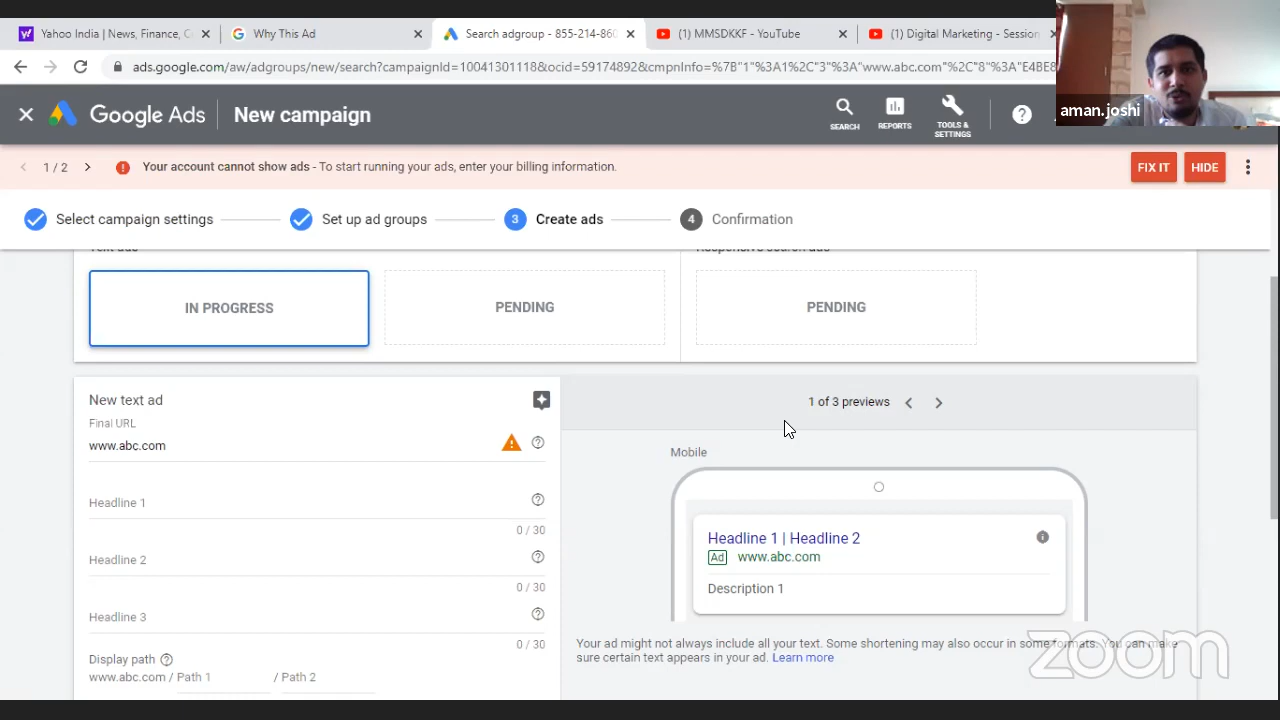 Yahoo India | News, Finance, C
Why This Ad
Search adgroup - 855-214-860
(1) MMSDKKF - YouTube
(1) Digital Marketing - Session
ads.google.com/aw/adgroups/new/search?campaignId=10041301118&ocid=59174892&cmpnInfo=%7B"1"%3A1%2C"3"%3A"www.abc.com"%2C"8"%3A"E4BE8
aman.joshi
Google Ads
New campaign
SEARCH
REPORTS
TOOLS &
SETTINGS
1 / 2
Your account cannot show ads - To start running your ads, enter your billing information.
FIX IT
HIDE
Select campaign settings
Set up ad groups
3 Create ads
4 Confirmation
Text ads
Responsive search ads
IN PROGRESS
PENDING
PENDING
New text ad
Final URL
www.abc.com
Headline 1
0 / 30
Headline 2
0 / 30
Headline 3
0 / 30
Display path
www.abc.com / Path 1 / Path 2
1 of 3 previews
Mobile
Headline 1 | Headline 2
Ad www.abc.com
Description 1
Your ad might not always include all your text. Some shortening may also occur in some formats. You can make
sure certain text appears in your ad. Learn more
zoom